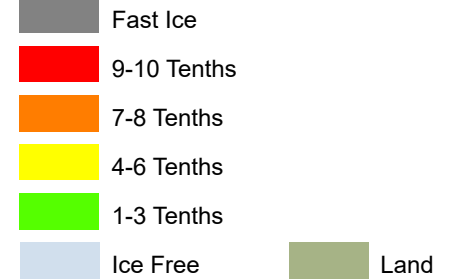 Fast Ice
9-10 Tenths
7-8 Tenths
4-6 Tenths
1-3 Tenths
Ice Free Land